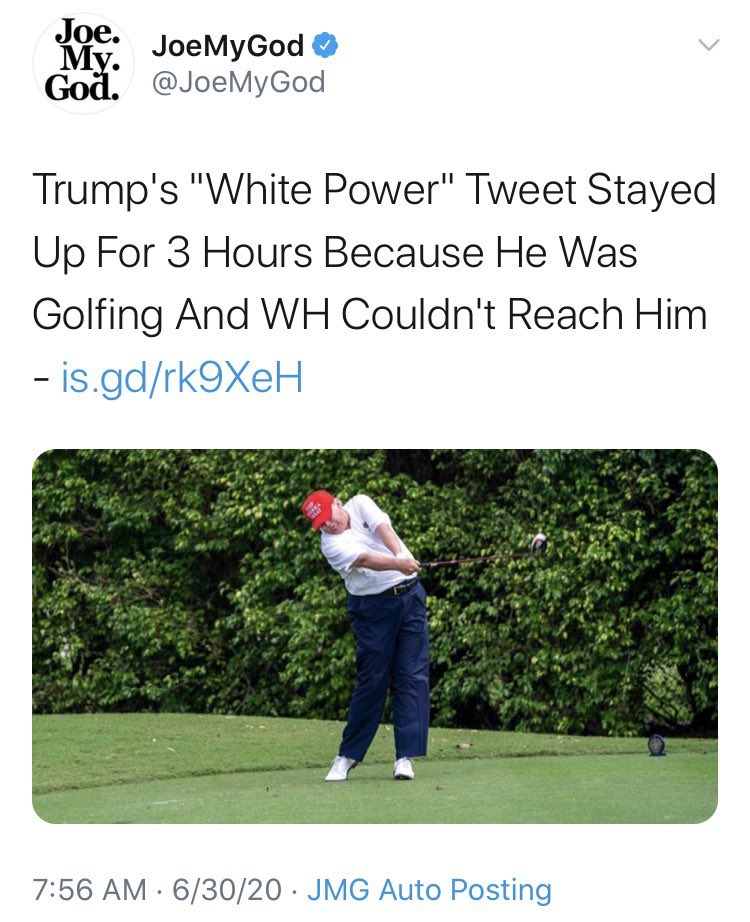 Joe.
My.
God.
JoeMyGod
@JoeMyGod
Trump's "White Power" Tweet Stayed
Up For 3 Hours Because He Was
Golfing And WH Couldn't Reach Him
- is.gd/rk9XeH
7:56 AM · 6/30/20 · JMG Auto Posting